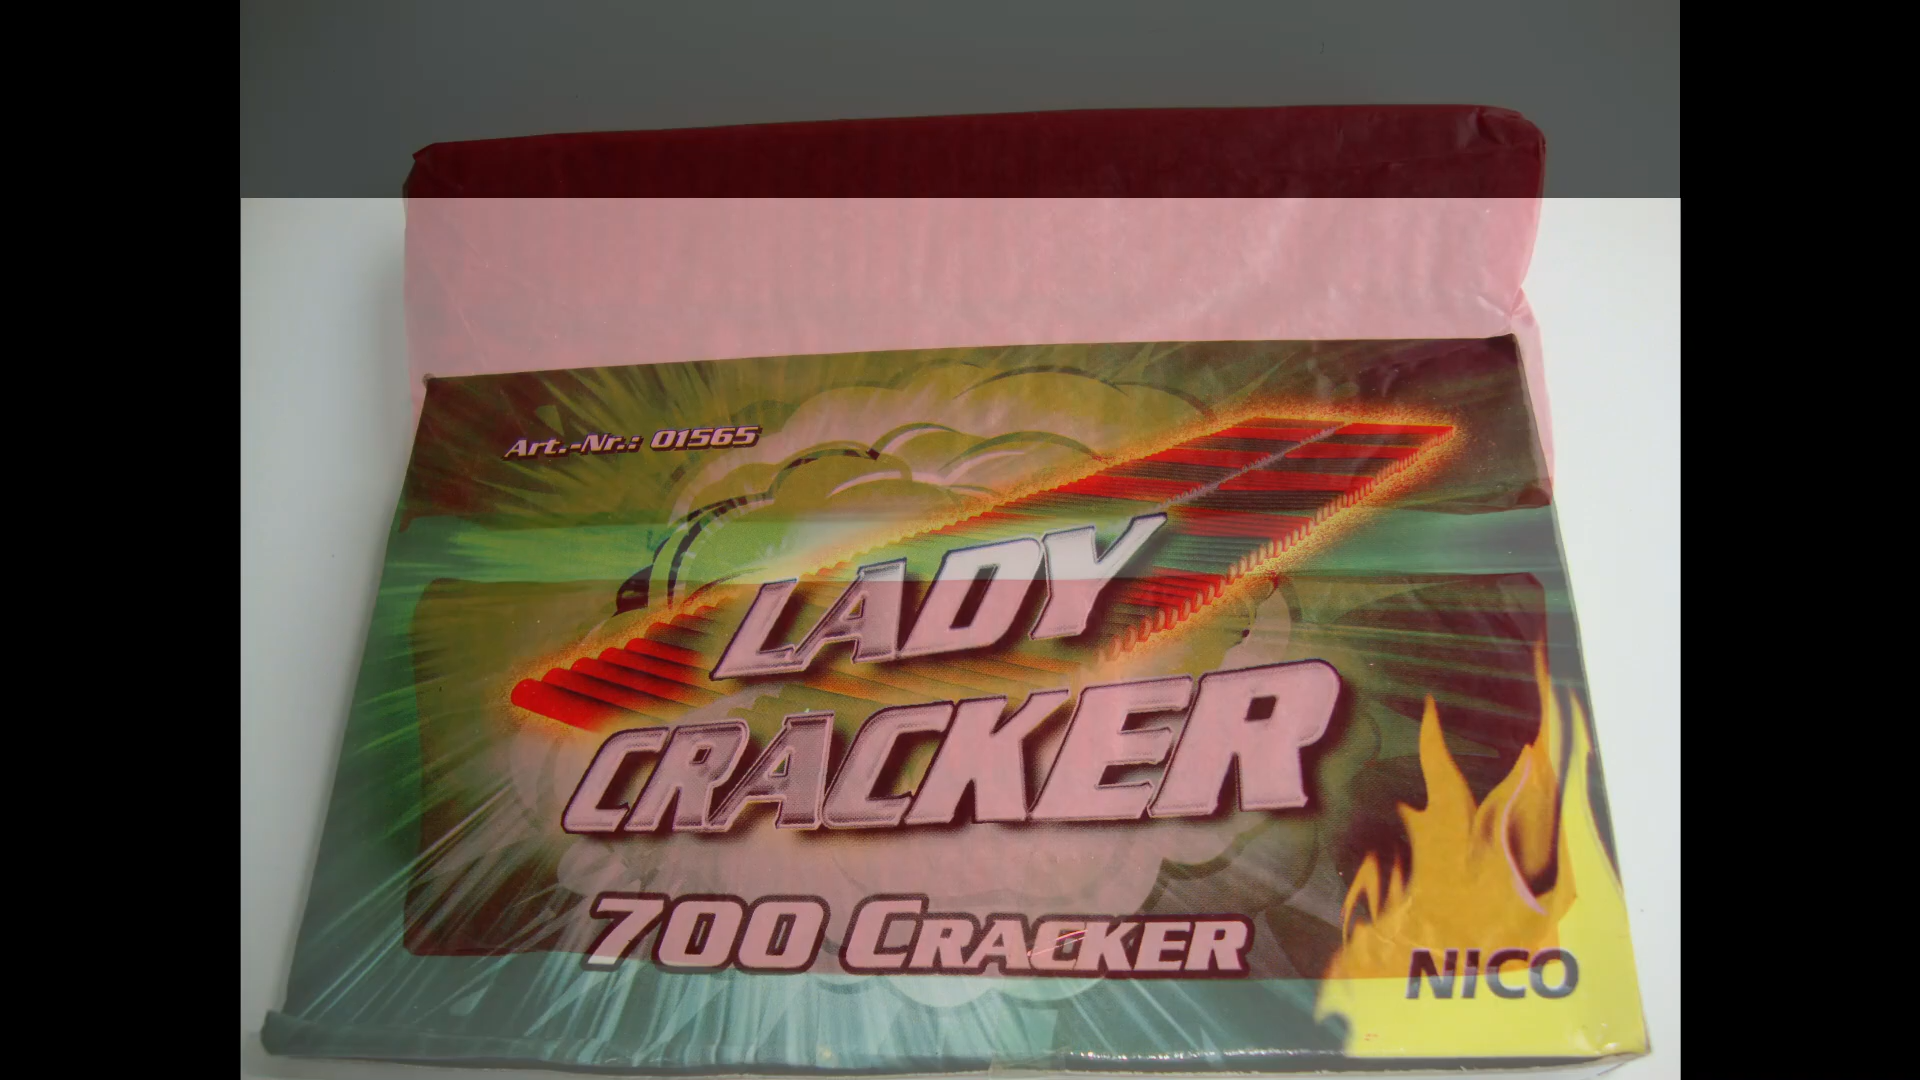 Art.-Nr.: 01565
LADY
CRACKER
700 CRACKER
NICO